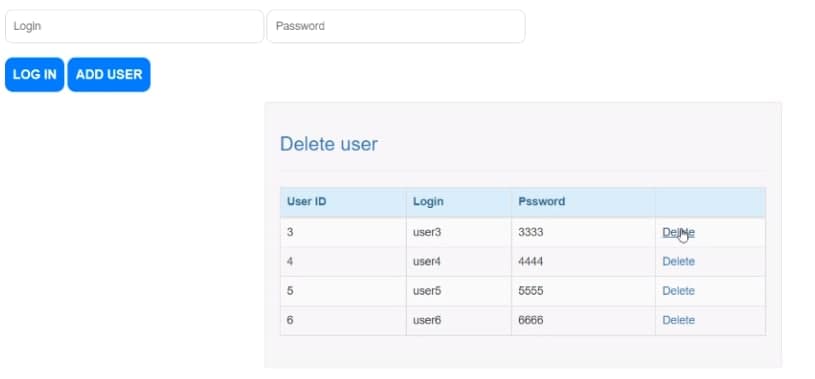 Login Password
LOG IN ADD USER
Delete user
User ID Login Pssword
3 user3 3333 Delete
4 user4 4444 Delete
5 user5 5555 Delete
6 user6 6666 Delete